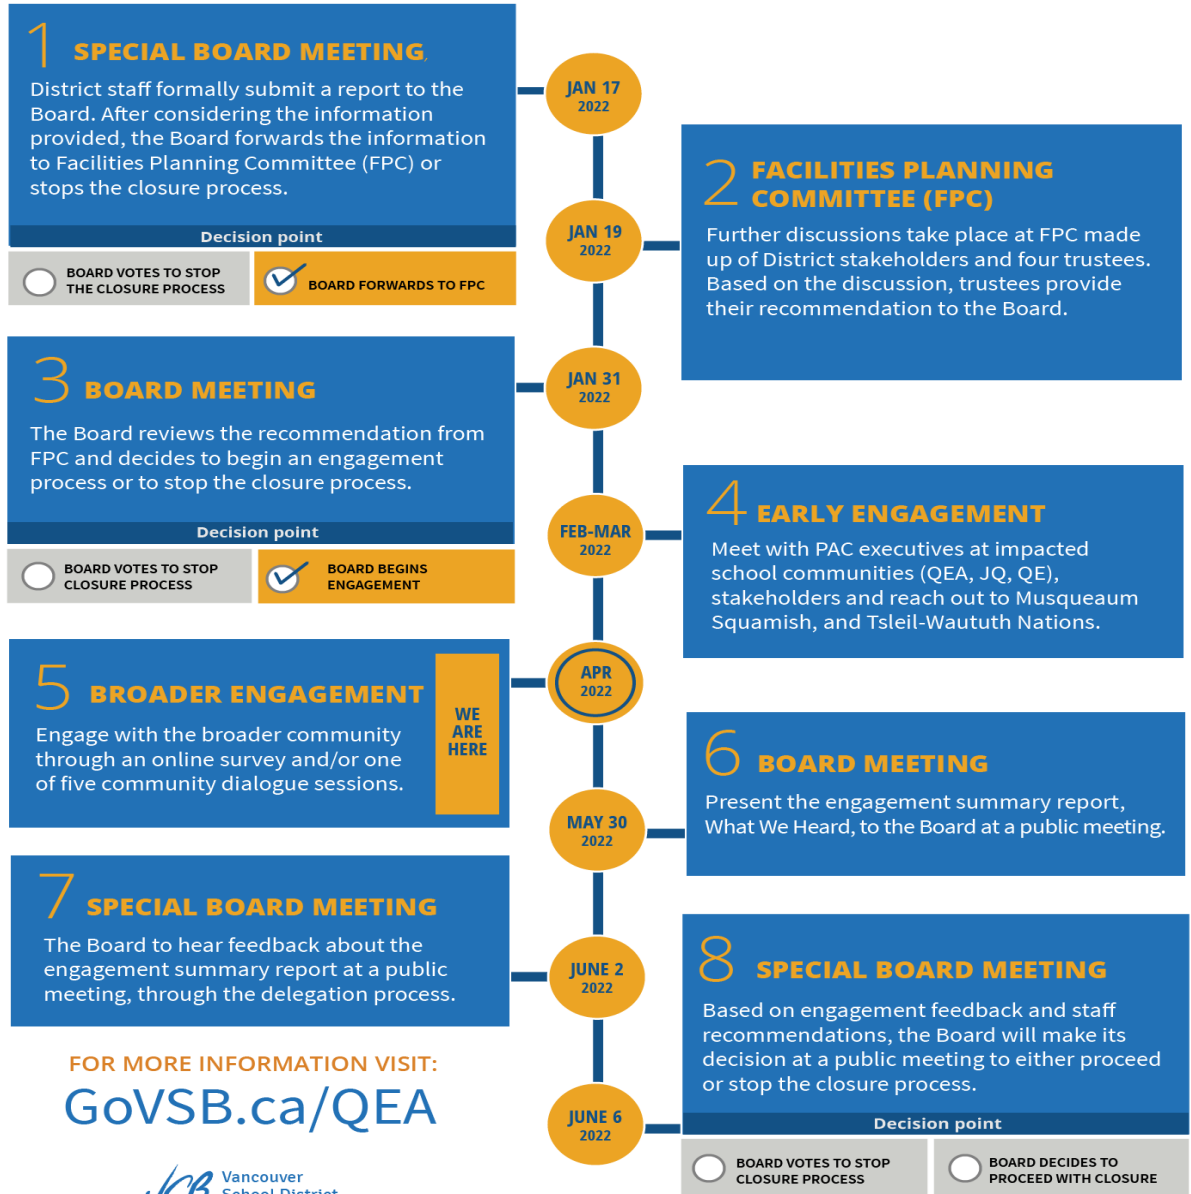 1 SPECIAL BOARD MEETING,
District staff formally submit a report to the
Board. After considering the information
provided, the Board forwards the information
to Facilities Planning Committee (FPC) or
stops the closure process.
Decision point
BOARD VOTES TO STOP
THE CLOSURE PROCESS
BOARD FORWARDS TO FPC
JAN 17
2022
JAN 19
2022
2 FACILITIES PLANNING
COMMITTEE (FPC)
Further discussions take place at FPC made
up of District stakeholders and four trustees.
Based on the discussion, trustees provide
their recommendation to the Board.
3 BOARD MEETING
The Board reviews the recommendation from
FPC and decides to begin an engagement
process or to stop the closure process.
Decision point
BOARD VOTES TO STOP
CLOSURE PROCESS
BOARD BEGINS
ENGAGEMENT
JAN 31
2022
FEB-MAR
2022
4 EARLY ENGAGEMENT
Meet with PAC executives at impacted
school communities (QEA, JQ, QE),
stakeholders and reach out to Musqueaum
Squamish, and Tsleil-Waututh Nations.
5 BROADER ENGAGEMENT
Engage with the broader community
through an online survey and/or one
of five community dialogue sessions.
WE
ARE
HERE
APR
2022
MAY 30
2022
6 BOARD MEETING
Present the engagement summary report,
What We Heard, to the Board at a public meeting.
7 SPECIAL BOARD MEETING
The Board to hear feedback about the
engagement summary report at a public
meeting, through the delegation process.
JUNE 2
2022
8 SPECIAL BOARD MEETING
Based on engagement feedback and staff
recommendations, the Board will make its
decision at a public meeting to either proceed
or stop the closure process.
Decision point
BOARD VOTES TO STOP
CLOSURE PROCESS
BOARD DECIDES TO
PROCEED WITH CLOSURE
JUNE 6
2022
FOR MORE INFORMATION VISIT:
GoVSB.ca/QEA
Vancouver
School District